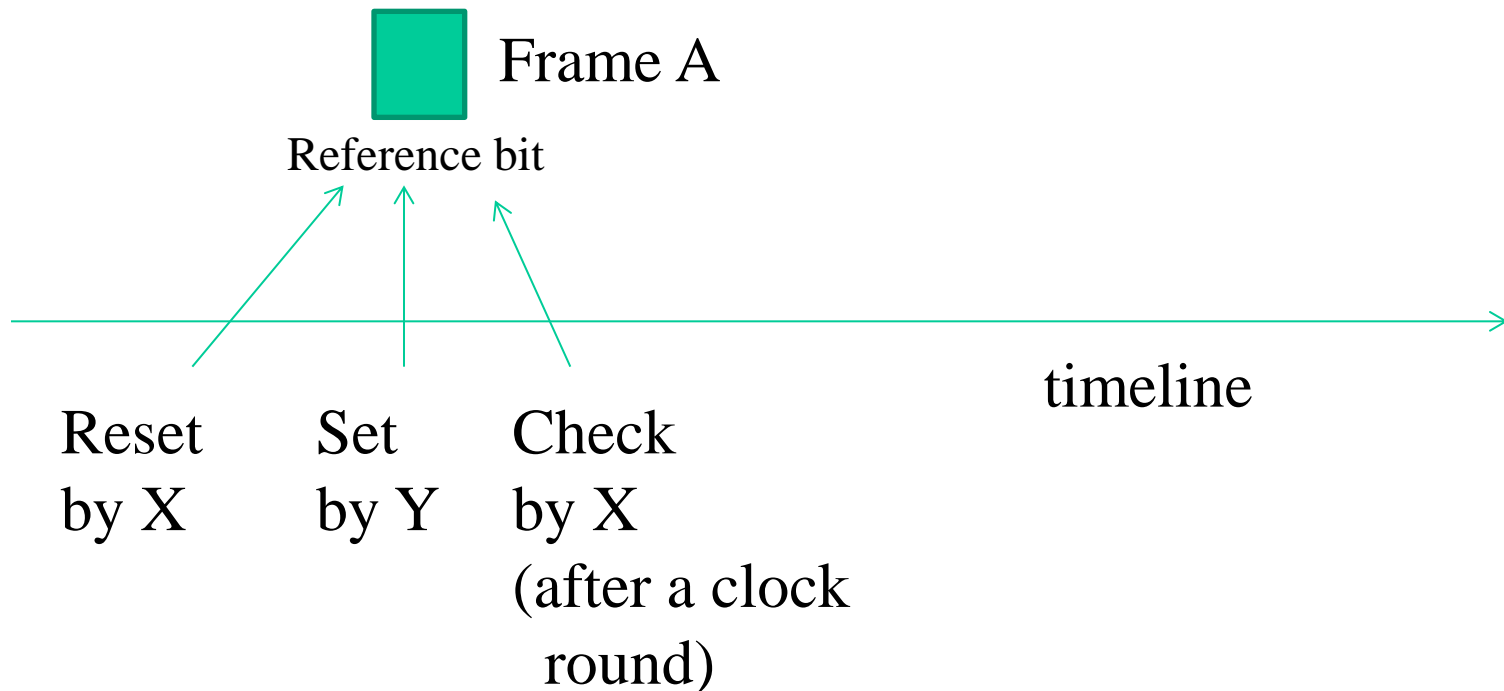 Frame A
Reference bit
timeline
Reset
by X
Set
by Y
Check
by X
(after a clock
round)